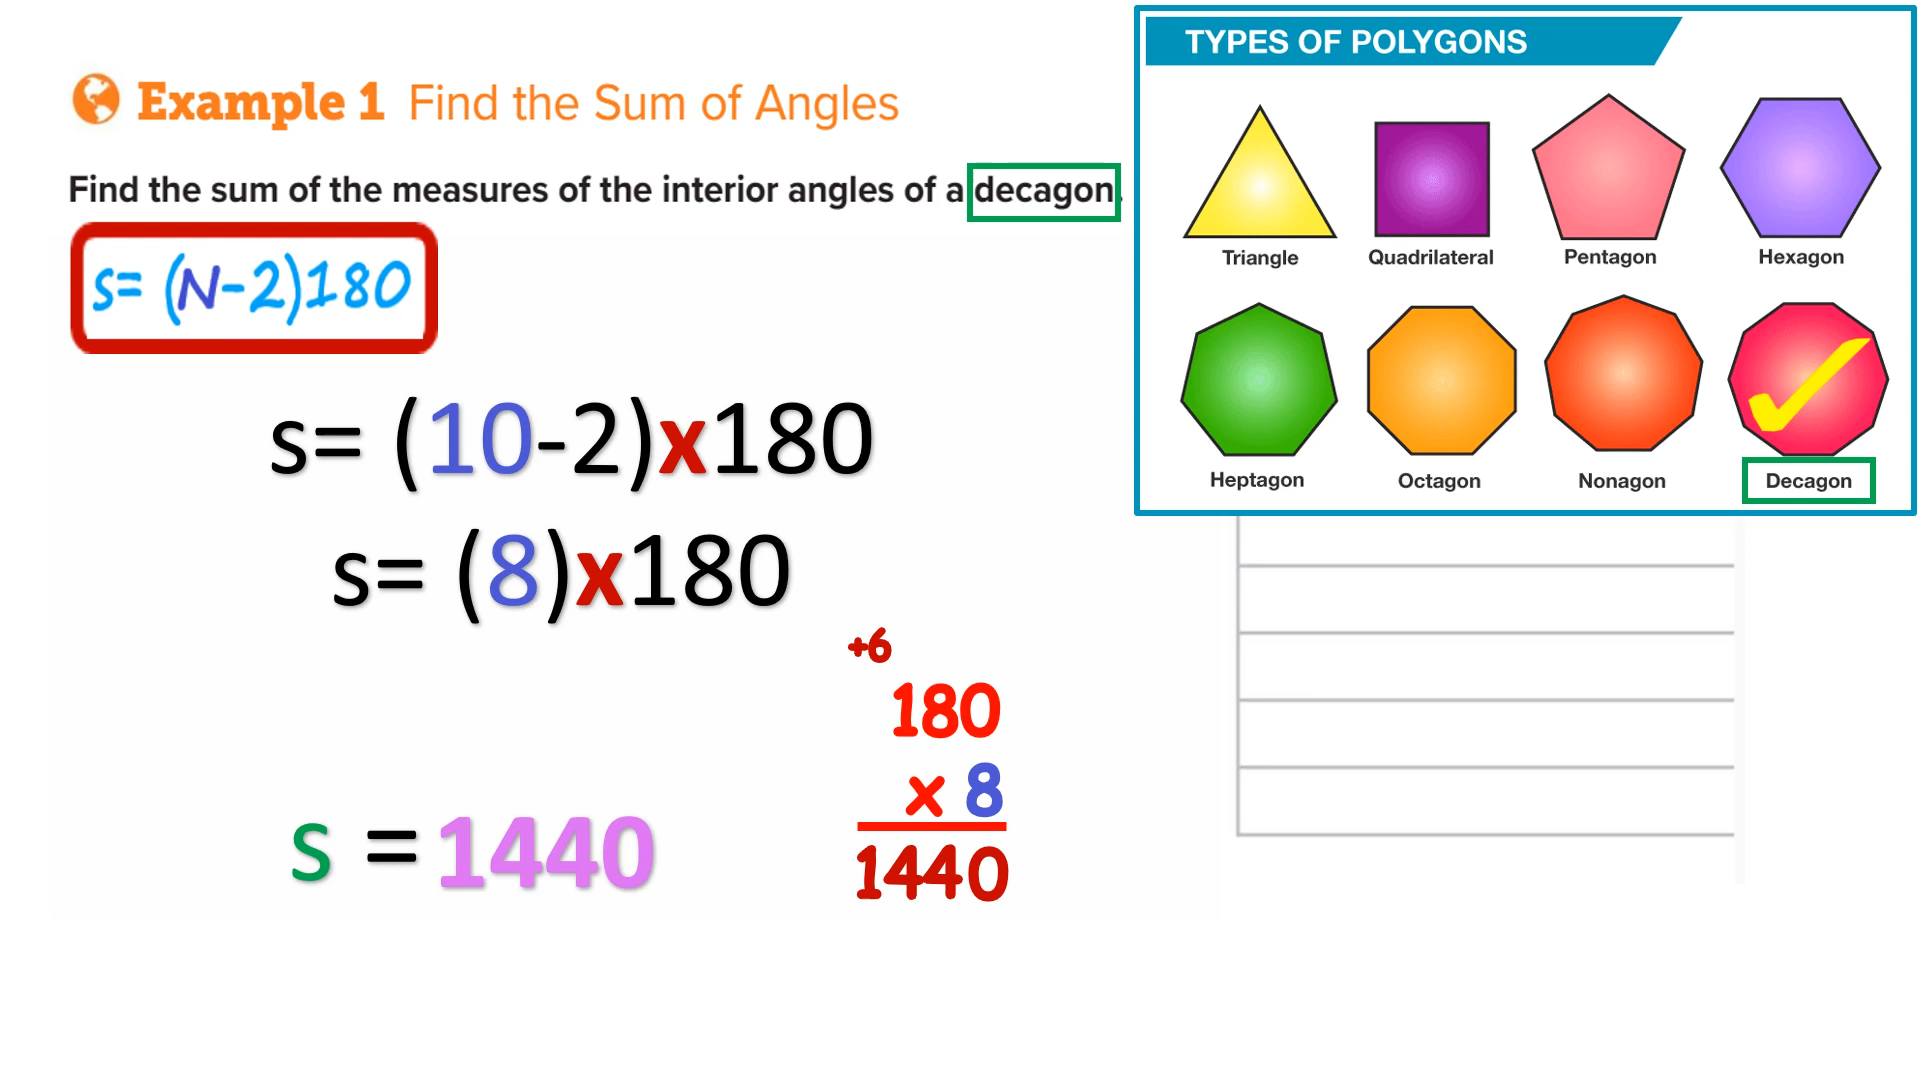 Example 1 Find the Sum of Angles
Find the sum of the measures of the interior angles of a decagon.
s= (N-2)180
s= (10-2)x180
s= (8)x180
+6
180
x 8
1440
s = 1440
TYPES OF POLYGONS
Triangle Quadrilateral Pentagon Hexagon
Heptagon Octagon Nonagon Decagon